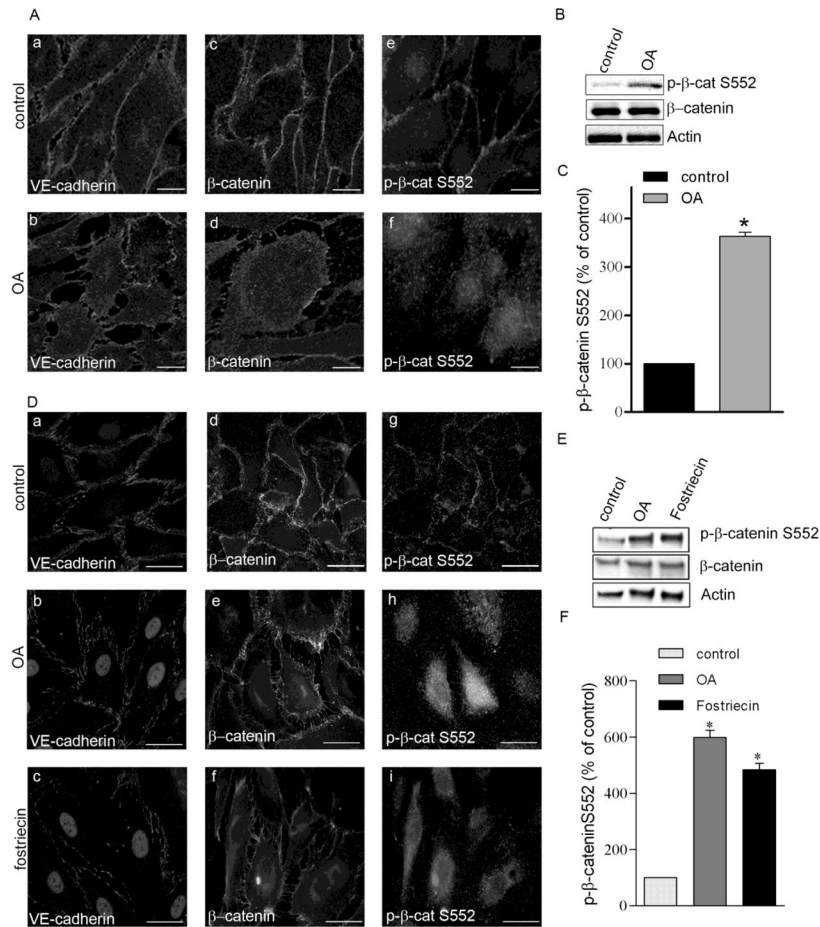 A
a
VE-cadherin
c
β-catenin
e
p-β-cat S552
control
b
VE-cadherin
d
β-catenin
f
p-β-cat S552
OA
B
control
OA
p-β-cat S552
β-catenin
Actin
C
control
OA
p-β-catenin S552 (% of control)
400
300
200
100
0
*
D
a
VE-cadherin
d
β-catenin
g
p-β-cat S552
control
b
VE-cadherin
e
β-catenin
h
p-β-cat S552
OA
c
VE-cadherin
f
β-catenin
i
p-β-cat S552
fostriecin
E
control
OA
Fostriecin
p-β-catenin S552
β-catenin
Actin
F
control
OA
Fostriecin
p-β-cateninS552 (% of control)
800
600
400
200
0
*
*